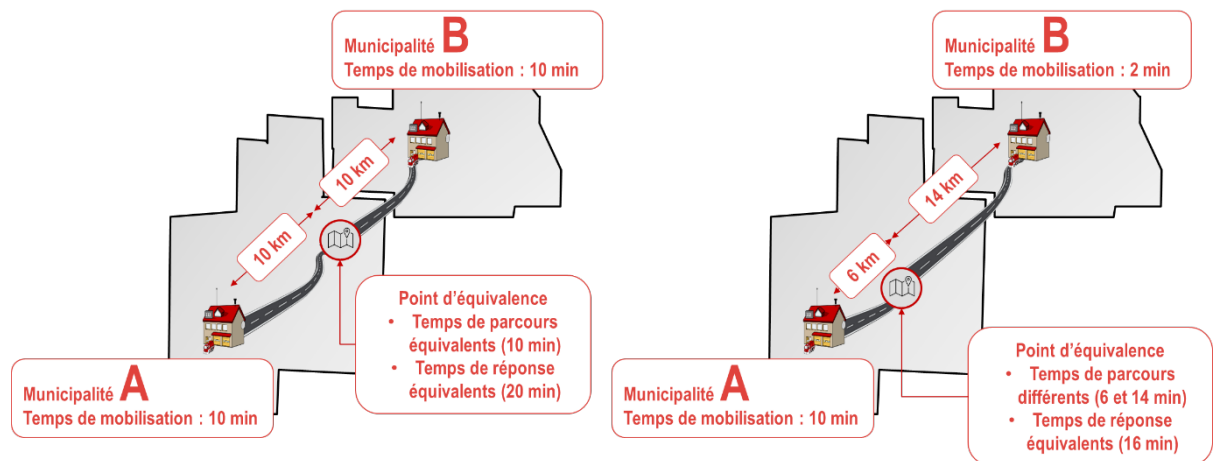 Municipalité B
Temps de mobilisation : 10 min
10 km
10 km
Point d'équivalence
• Temps de parcours
équivalents (10 min)
• Temps de réponse
équivalents (20 min)
Municipalité A
Temps de mobilisation : 10 min
Municipalité B
Temps de mobilisation : 2 min
14 km
6 km
Point d'équivalence
• Temps de parcours
différents (6 et 14 min)
• Temps de réponse
équivalents (16 min)
Municipalité A
Temps de mobilisation : 10 min